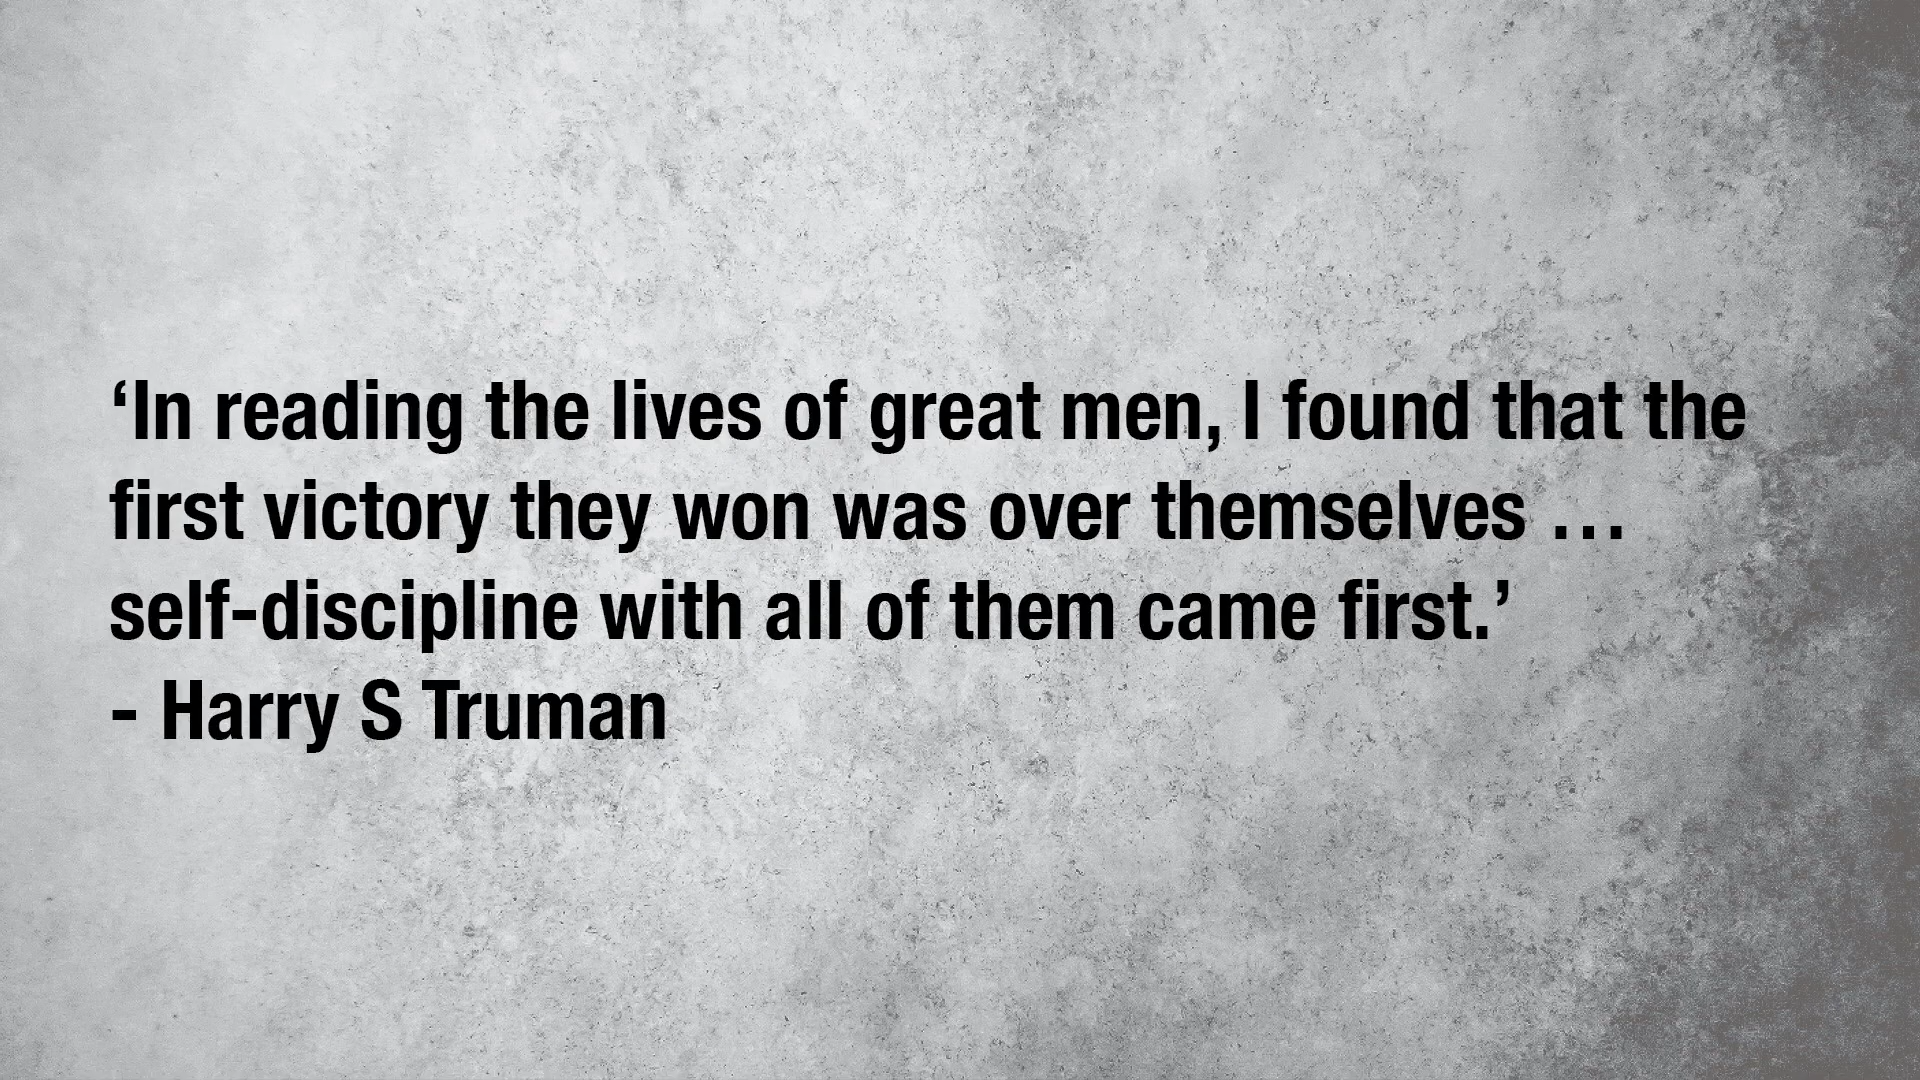 ‘In reading the lives of great men, I found that the
first victory they won was over themselves …
self-discipline with all of them came first.’
- Harry S Truman